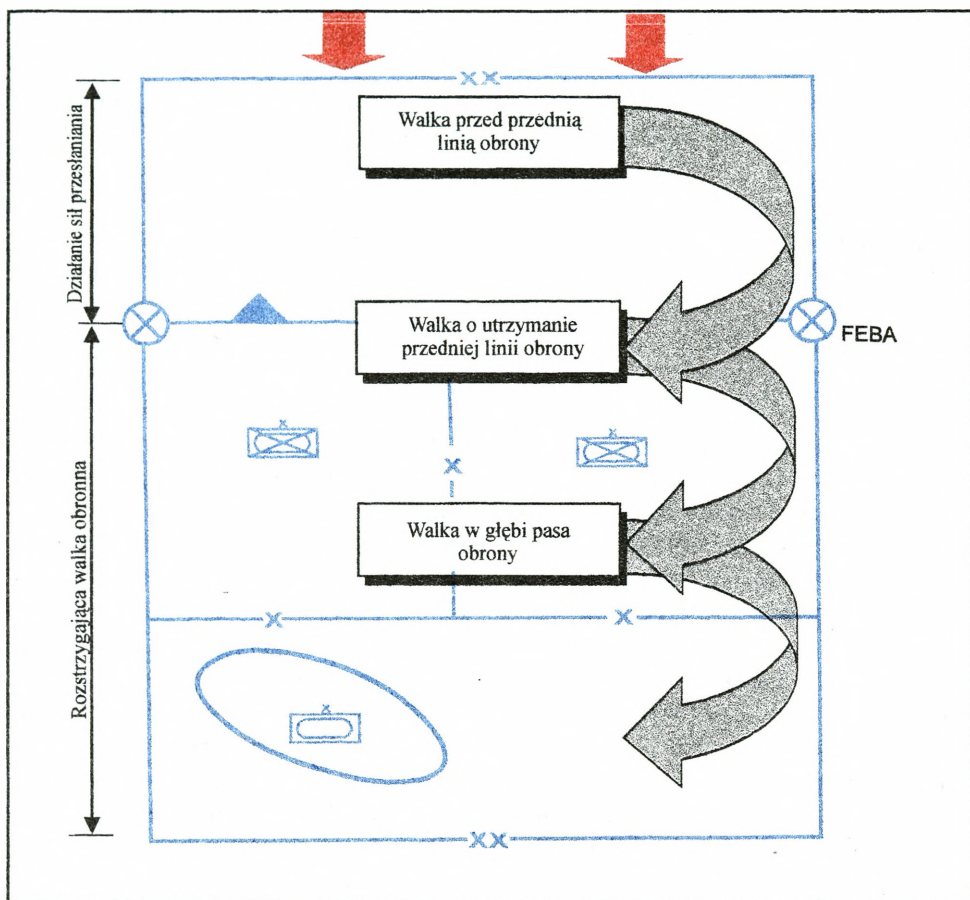 Walka przed przednią
linią obrony
Działanie sił przesłaniania
Walka o utrzymanie
przedniej linii obrony
FEBA
Rozstrzygająca walka obronna
Walka w głębi pasa
obrony